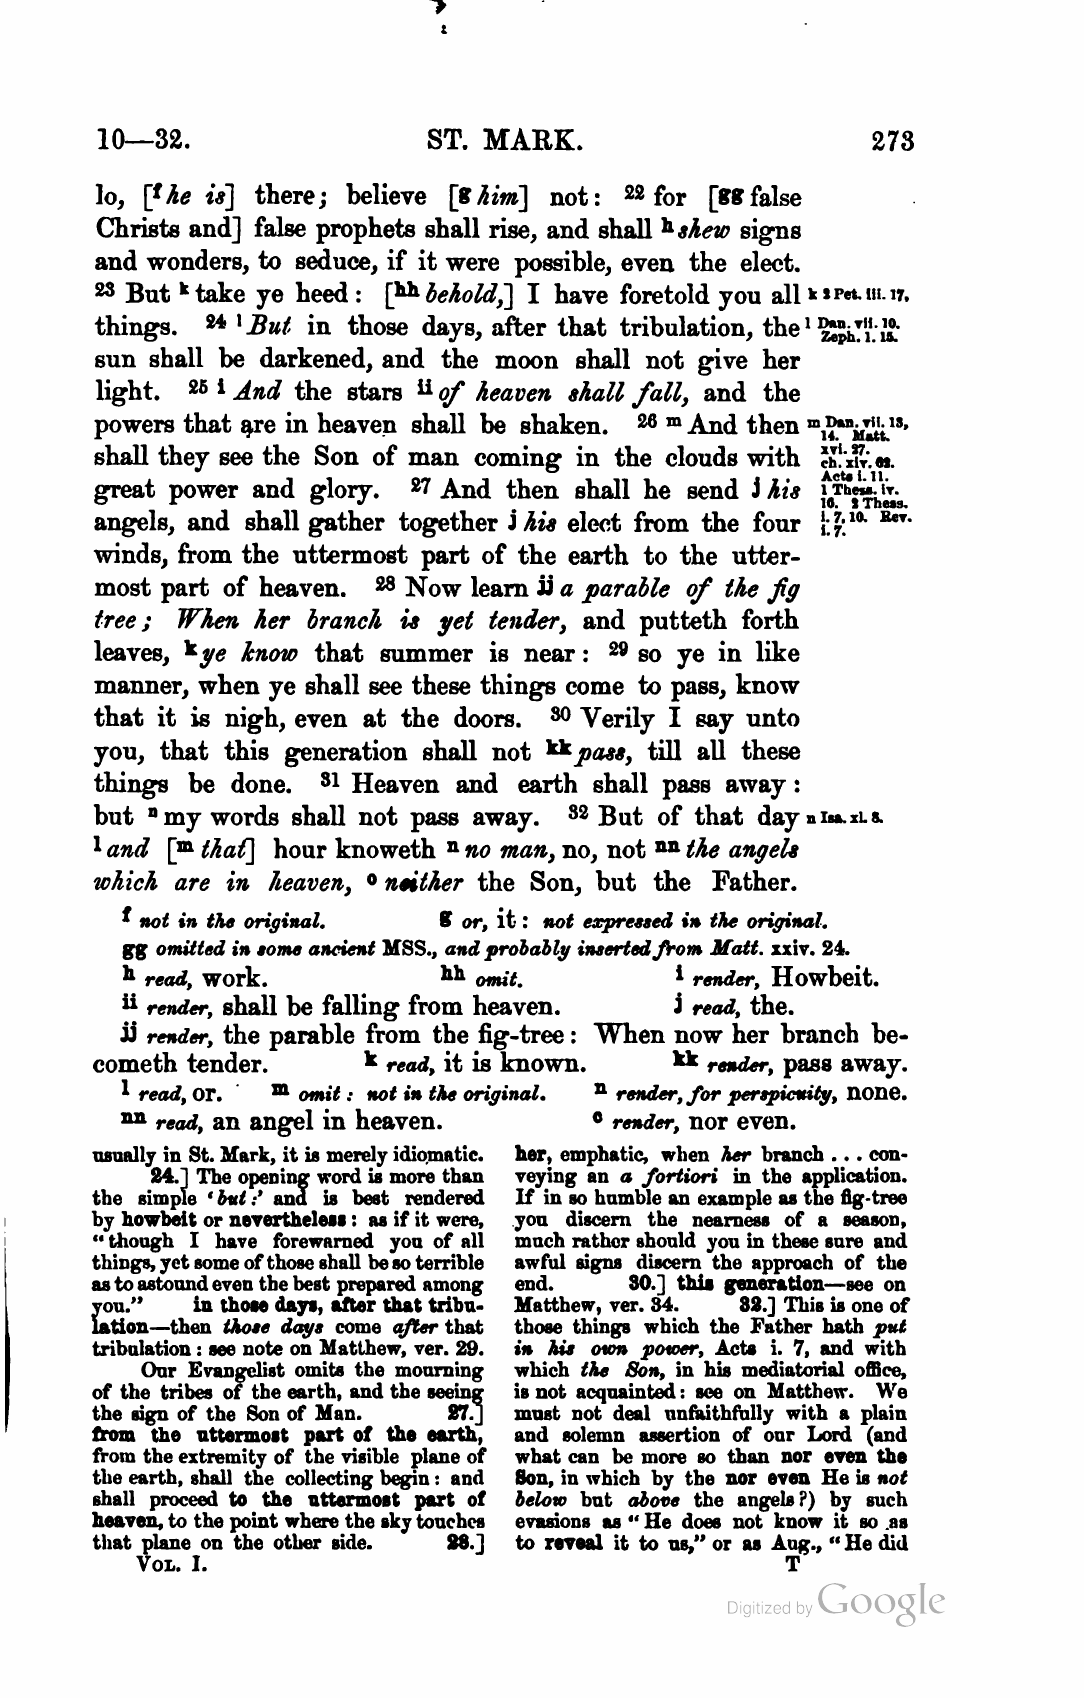 10—32. ST. MARK. 273
lo, [f he is] there; believe [g him] not: 22 for [gg false
Christs and] false prophets shall rise, and shall h shew signs
and wonders, to seduce, if it were possible, even the elect.
23 But k take ye heed: [hh behold,] I have foretold you all
k 2 Pet. iii. 17.
things. 24 l But in those days, after that tribulation, the
l Dan. vii. 10.
Zeph. i. 15.
sun shall be darkened, and the moon shall not give her
light. 25 i And the stars ii of heaven shall fall, and the
powers that are in heaven shall be shaken. 26 m And then
m Dan. vii. 13,
14. Matt.
xvi. 27.
ch. xiv. 62.
Acts i. 11.
1 Thess. iv.
16. 2 Thess.
i. 7, 10. Rev.
i. 7.
shall they see the Son of man coming in the clouds with
great power and glory. 27 And then shall he send j his
angels, and shall gather together j his elect from the four
winds, from the uttermost part of the earth to the utter-
most part of heaven. 28 Now learn jj a parable of the fig
tree; When her branch is yet tender, and putteth forth
leaves, k ye know that summer is near: 29 so ye in like
manner, when ye shall see these things come to pass, know
that it is nigh, even at the doors. 30 Verily I say unto
you, that this generation shall not kk pass, till all these
things be done. 31 Heaven and earth shall pass away:
but n my words shall not pass away. 32 But of that day
n Isa. xl. 8.
l and [m that] hour knoweth n no man, no, not nn the angels
which are in heaven, o neither the Son, but the Father.
f not in the original. g or, it: not expressed in the original.
gg omitted in some ancient MSS., and probably inserted from Matt. xxiv. 24.
h read, work. hh omit. i render, Howbeit.
ii render, shall be falling from heaven. j read, the.
jj render, the parable from the fig-tree: When now her branch be-
cometh tender. k read, it is known. kk render, pass away.
l read, or. m omit: not in the original. n render, for perspicuity, none.
nn read, an angel in heaven. o render, nor even.
usually in St. Mark, it is merely idiomatic.
24.] The opening word is more than
the simple 'but:' and is best rendered
by howbeit or nevertheless: as if it were,
"though I have forewarned you of all
things, yet some of those shall be so terrible
as to astound even the best prepared among
you." in those days, after that tribu-
lation—then those days come after that
tribulation: see note on Matthew, ver. 29.
Our Evangelist omits the mourning
of the tribes of the earth, and the seeing
the sign of the Son of Man. 27.]
from the uttermost part of the earth,
from the extremity of the visible plane of
the earth, shall the collecting begin: and
shall proceed to the uttermost part of
heaven, to the point where the sky touches
that plane on the other side. 28.]
her, emphatic, when her branch . . . con-
veying an a fortiori in the application.
If in so humble an example as the fig-tree
you discern the nearness of a season,
much rather should you in these sure and
awful signs discern the approach of the
end. 30.] this generation—see on
Matthew, ver. 34. 32.] This is one of
those things which the Father hath put
in his own power, Acts i. 7, and with
which the Son, in his mediatorial office,
is not acquainted: see on Matthew. We
must not deal unfaithfully with a plain
and solemn assertion of our Lord (and
what can be more so than nor even the
Son, in which by the nor even He is not
below but above the angels?) by such
evasions as "He does not know it so as
to reveal it to us," or as Aug., "He did
VOL. I. T
Digitized by Google